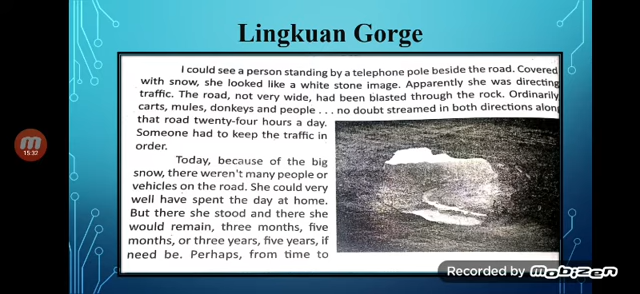 Lingkuan Gorge
I could see a person standing by a telephone pole beside the road. Covered
with snow, she looked like a white stone image. Apparently she was directing
traffic. The road, not very wide, had been blasted through the rock. Ordinarily
carts, mules, donkeys and people . . . no doubt streamed in both directions alon
that road twenty-four hours a day.
Someone had to keep the traffic in
order.
Today, because of the big
snow, there weren't many people or
vehicles on the road. She could very
well have spent the day at home.
But there she stood and there she
would remain, three months, five
months, or three years, five years, if
need be. Perhaps, from time to
15:32
Recorded by mobizen